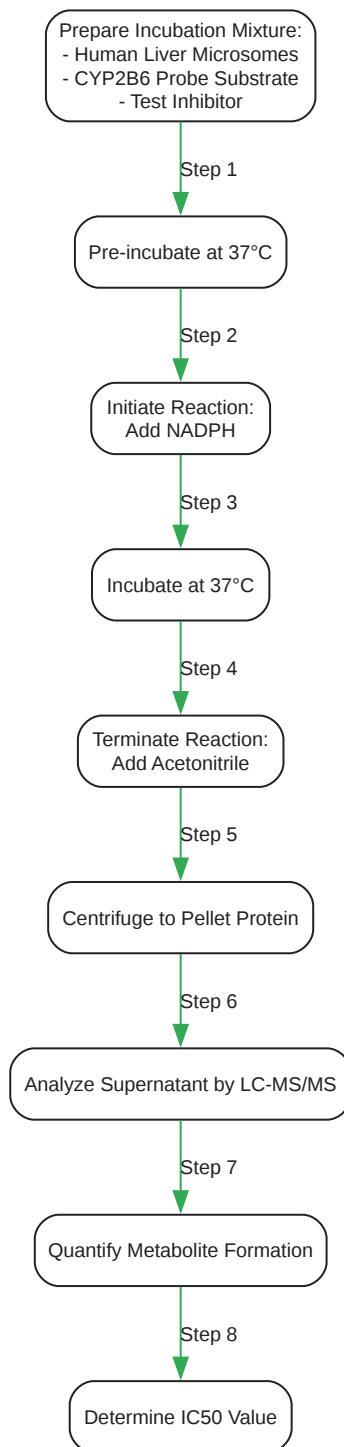 Prepare Incubation Mixture:
- Human Liver Microsomes
- CYP2B6 Probe Substrate
- Test Inhibitor
Step 1
Pre-incubate at 37°C
Step 2
Initiate Reaction:
Add NADPH
Step 3
Incubate at 37°C
Step 4
Terminate Reaction:
Add Acetonitrile
Step 5
Centrifuge to Pellet Protein
Step 6
Analyze Supernatant by LC-MS/MS
Step 7
Quantify Metabolite Formation
Step 8
Determine IC50 Value